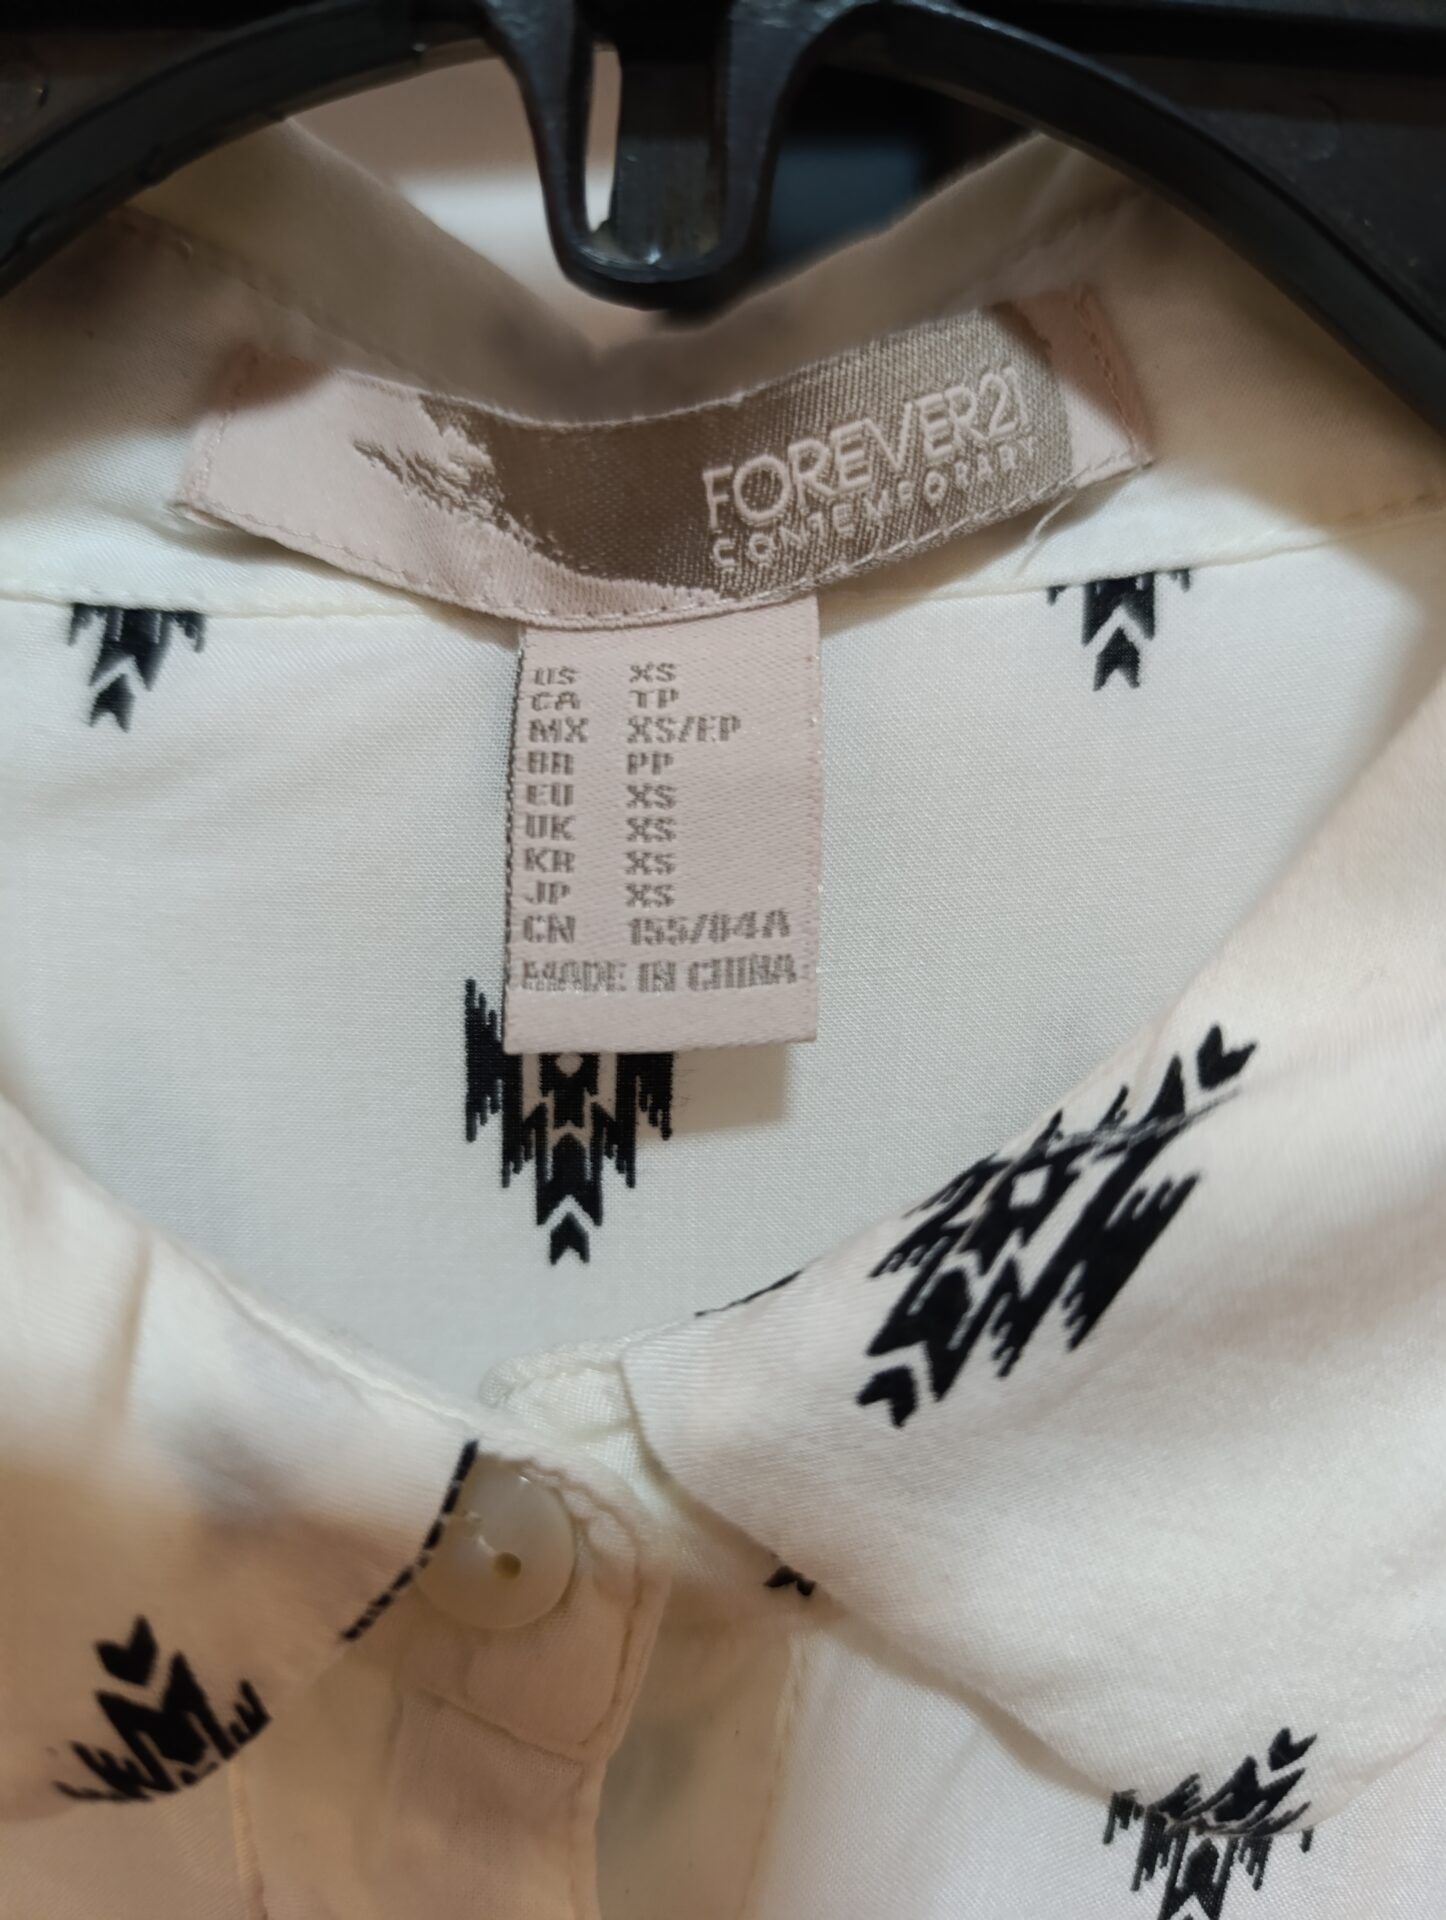 FOREVER21
CONTEMPORARY
US XS
CA TP
MX XS/EP
BR PP
EU XS
UK XS
KR XS
JP XS
CN 155/84A
MADE IN CHINA